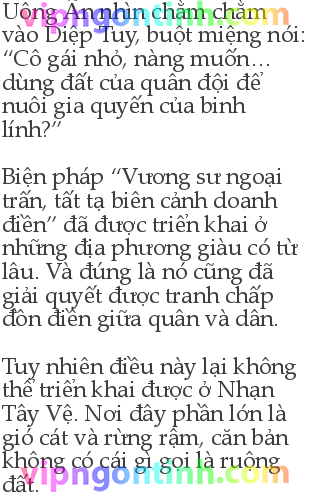 Uông Ấn nhìn chằm chằm
vào Diệp Tuy, buột miệng nói:
“Cô gái nhỏ, nàng muốn…
dùng đất của quân đội để
nuôi gia quyến của binh
lính?”
Biện pháp “Vương sư ngoại
trấn, tất tạ biên cảnh doanh
điền” đã được triển khai ở
những địa phương giàu có từ
lâu. Và đúng là nó cũng đã
giải quyết được tranh chấp
đồn điền giữa quân và dân.
Tuy nhiên điều này lại không
thể triển khai được ở Nhạn
Tây Vệ. Nơi đây phần lớn là
gió cát và rừng rậm, căn bản
không có cái gì gọi là ruộng
đất.
vipngontinh.com
vipngontinh.com